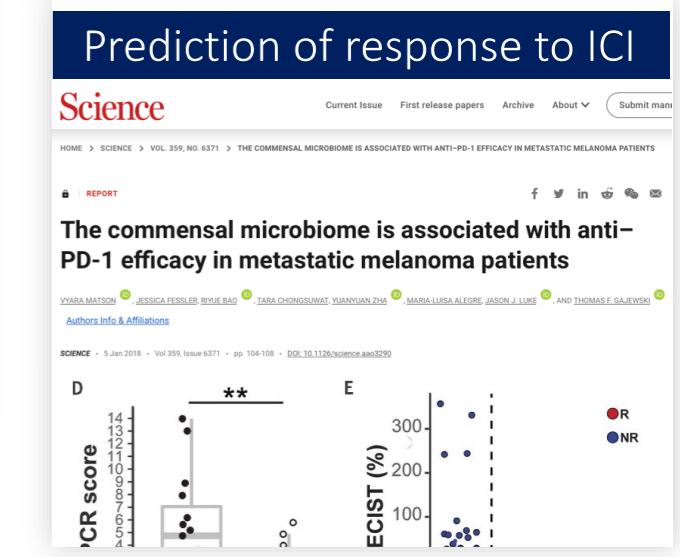 Prediction of response to ICI
Science
Current Issue First release papers Archive About Submit manu
HOME > SCIENCE > VOL. 359, NO. 6371 > THE COMMENSAL MICROBIOME IS ASSOCIATED WITH ANTI–PD-1 EFFICACY IN METASTATIC MELANOMA PATIENTS
REPORT
The commensal microbiome is associated with anti–
PD-1 efficacy in metastatic melanoma patients
VYARA MATSON, JESSICA FESSLER, RIYUE BAO, TARA CHONGSUWAT, YUANYUAN ZHA, MARIA-LUISA ALEGRE, JASON J. LUKE, AND THOMAS F. GAJEWSKI
Authors Info & Affiliations
SCIENCE • 5 Jan 2018 • Vol 359, Issue 6371 • pp. 104-108 • DOI: 10.1126/science.aao3290
D
**
14
13
12
11
10
9
8
7
6
5
4
PCR score
E
300
200
100
ECIST (%)
R
NR